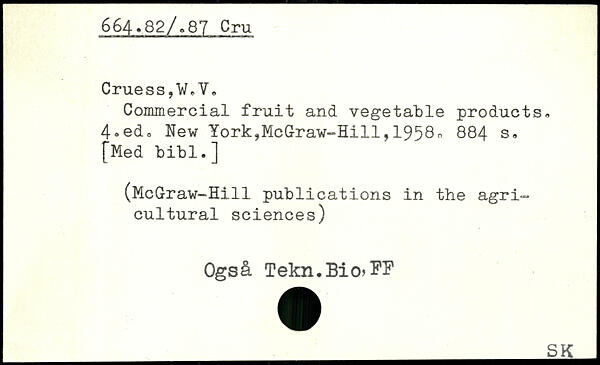 664.82/.87 Cru
Cruess,W.V.
Commercial fruit and vegetable products.
4.ed. New York,McGraw-Hill,1958. 884 s.
[Med bibl.]
(McGraw-Hill publications in the agri-
cultural sciences)
Også Tekn.Bio,FF
SK